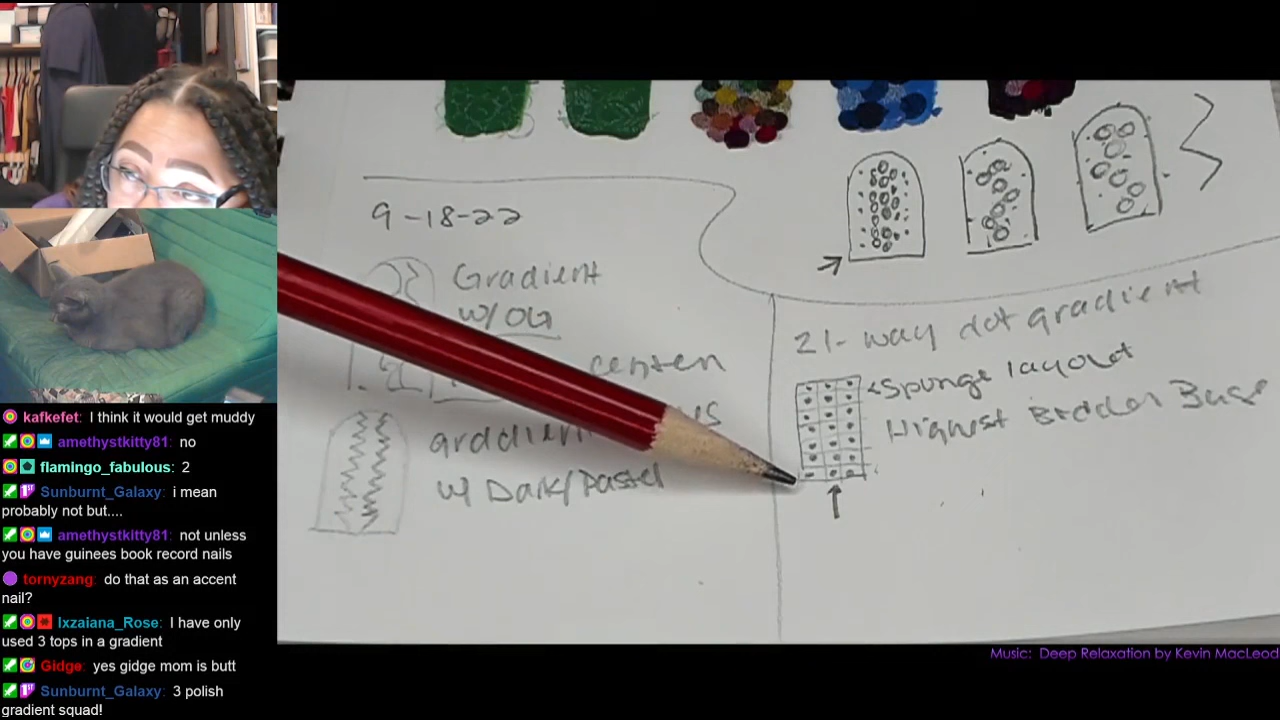 kafkefet: I think it would get muddy
amethystkitty81: no
flamingo_fabulous: 2
Sunburnt_Galaxy: i mean
probably not but....
amethystkitty81: not unless
you have guinees book record nails
tornyzang: do that as an accent
nail?
Ixzaiana_Rose: I have only
used 3 tops in a gradient
Gidge: yes gidge mom is butt
Sunburnt_Galaxy: 3 polish
gradient squad!
9-18-22
Gradient
w/OG
center
w/ Dark/Pastel
21-way dot gradient
Sponge layout
Highest Bidder Base
Music: Deep Relaxation by Kevin MacLeod